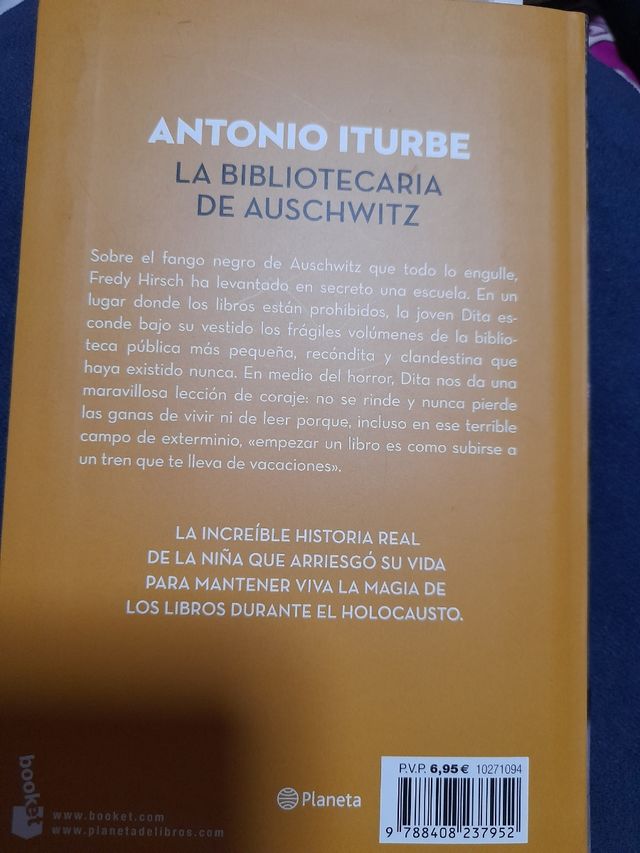 ANTONIO ITURBE
LA BIBLIOTECARIA
DE AUSCHWITZ
Sobre el fango negro de Auschwitz que todo lo engulle,
Fredy Hirsch ha levantado en secreto una escuela. En un
lugar donde los libros están prohibidos, la joven Dita es-
conde bajo su vestido los frágiles volúmenes de la biblio-
teca pública más pequeña, recóndita y clandestina que
haya existido nunca. En medio del horror, Dita nos da una
maravillosa lección de coraje: no se rinde y nunca pierde
las ganas de vivir ni de leer porque, incluso en ese terrible
campo de exterminio, «empezar un libro es como subirse a
un tren que te lleva de vacaciones».
LA INCREÍBLE HISTORIA REAL
DE LA NIÑA QUE ARRIESGÓ SU VIDA
PARA MANTENER VIVA LA MAGIA DE
LOS LIBROS DURANTE EL HOLOCAUSTO.
P.V.P. 6,95 € 10271094
9 788408 237952
Planeta
booket
www.booket.com
www.planetadelibros.com